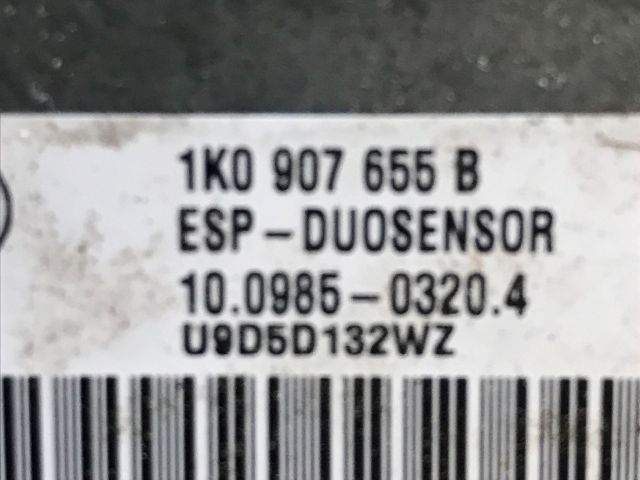 1K0 907 655 B
ESP-DUOSENSOR
10.0985-0320.4
U9D5D132WZ